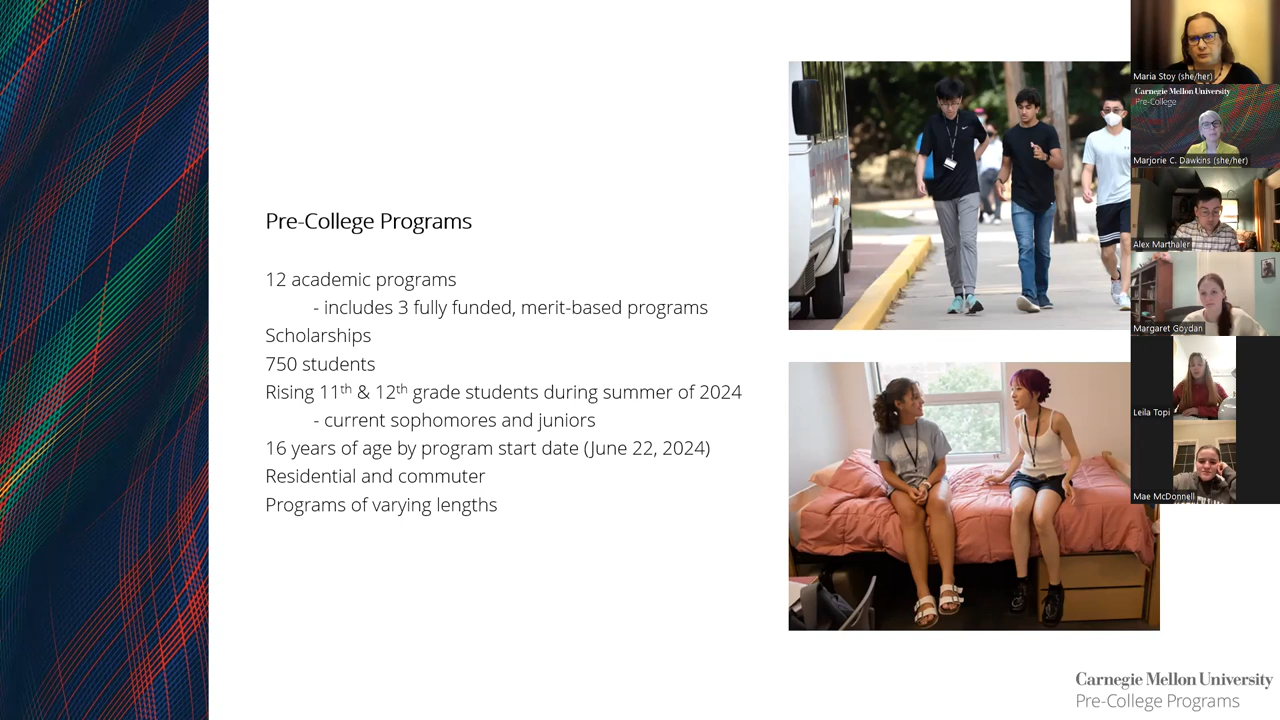 Pre-College Programs
12 academic programs
- includes 3 fully funded, merit-based programs
Scholarships
750 students
Rising 11th & 12th grade students during summer of 2024
- current sophomores and juniors
16 years of age by program start date (June 22, 2024)
Residential and commuter
Programs of varying lengths
Maria Stoy (she/her)
Carnegie Mellon University
Pre-College
Marjorie C. Dawkins (she/her)
Alex Marthaler
Margaret Goydan
Leila Topi
Mae McDonnell
Carnegie Mellon University
Pre-College Programs